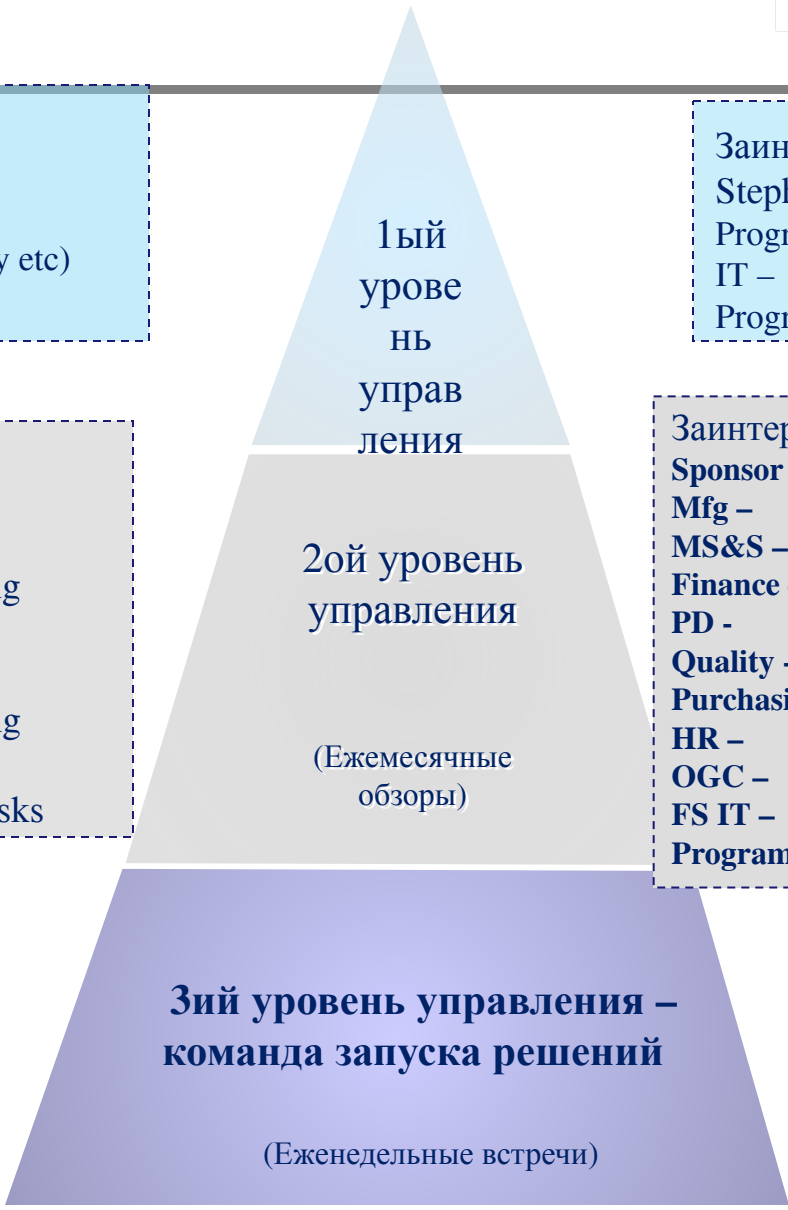 y etc)
1ый
урове
нь
управ
ления
Заин
Steph
Progr
IT –
Progr
g
g
sks
2ой уровень
управления
(Ежемесячные
обзоры)
Заинтер
Sponsor
Mfg –
MS&S –
Finance -
PD -
Quality -
Purchasi
HR –
OGC –
FS IT –
Program
3ий уровень управления –
команда запуска решений
(Еженедельные встречи)